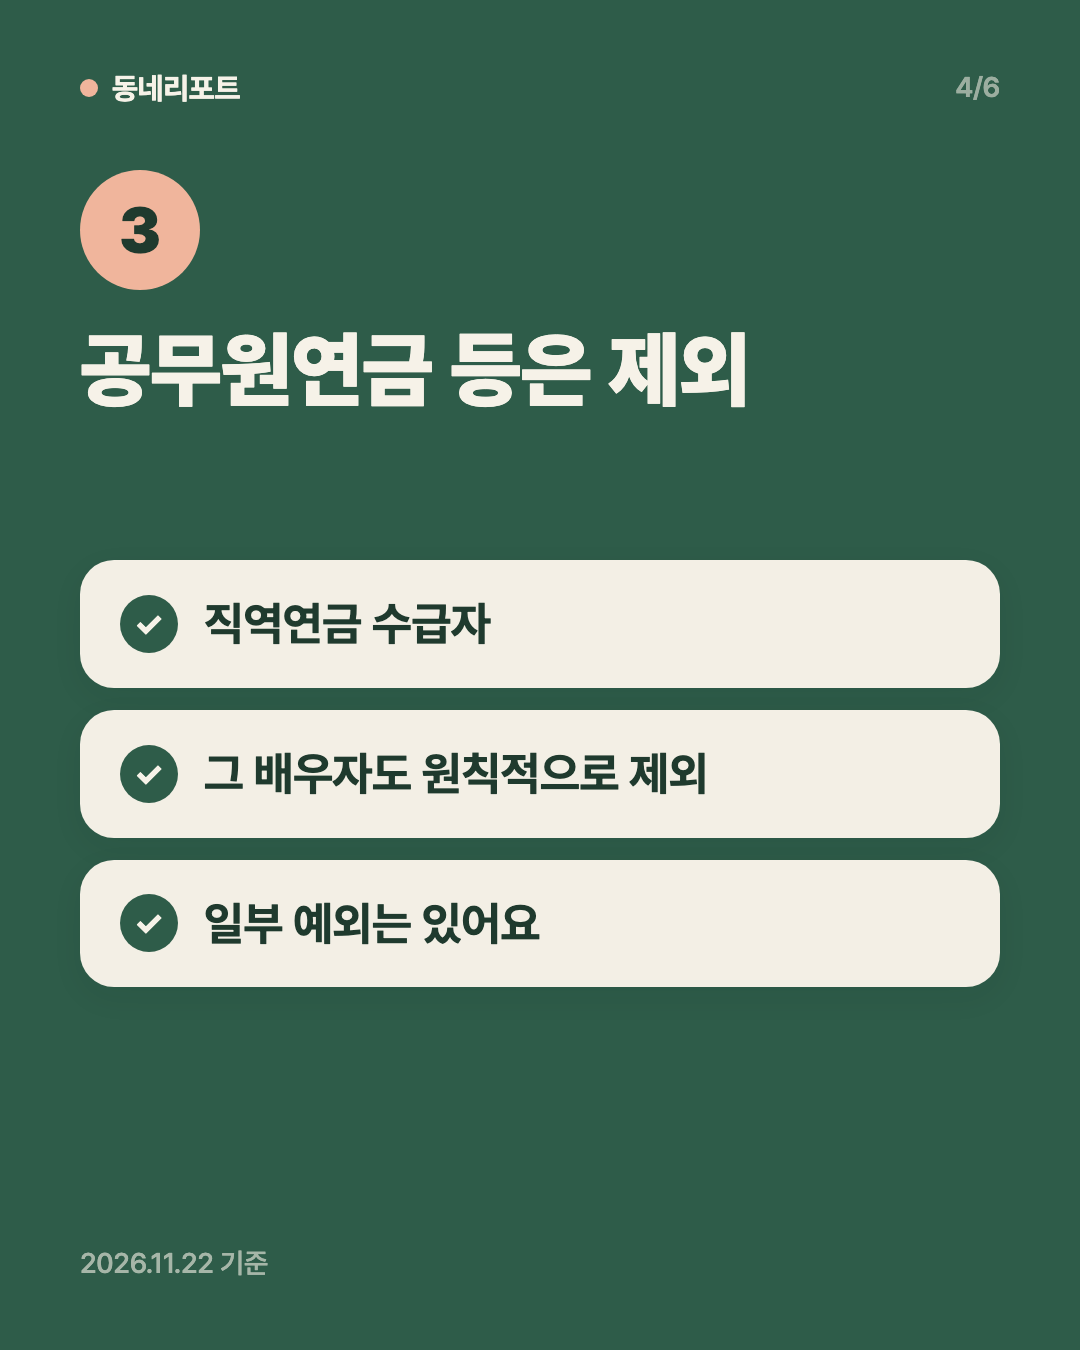 동네리포트
4/6
3
공무원연금 등은 제외
직역연금 수급자
그 배우자도 원칙적으로 제외
일부 예외는 있어요
2026.11.22 기준